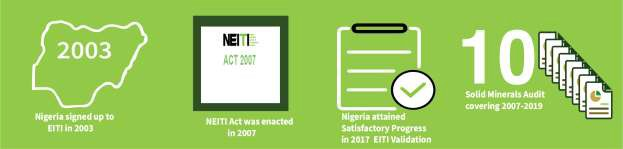 2003
Nigeria signed up to
EITI in 2003
NEITI
ACT 2007
NEITI Act was enacted
in 2007
Nigeria attained
Satisfactory Progress
in 2017 EITI Validation
10
Solid Minerals Audit
covering 2007-2019